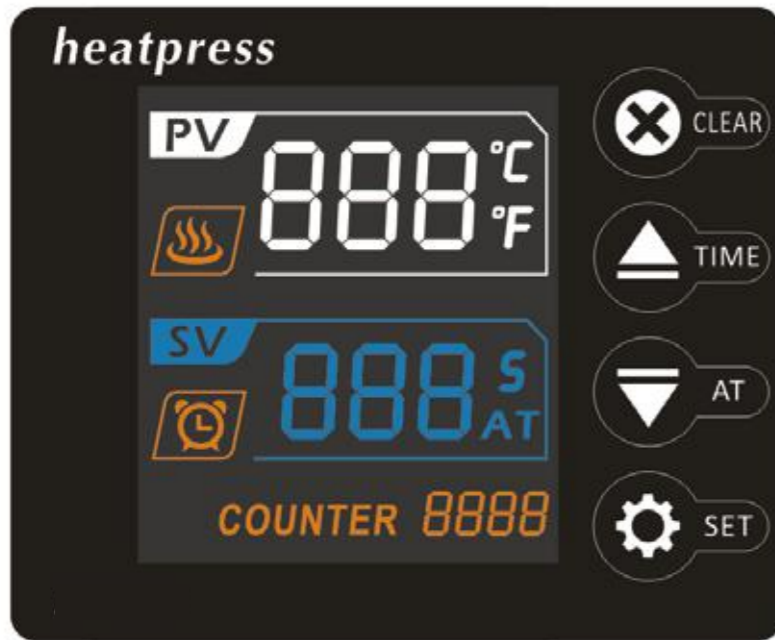 heatpress
PV 888 °C
°F
CLEAR
TIME
SV 888 S
AT
AT
COUNTER 8888
SET